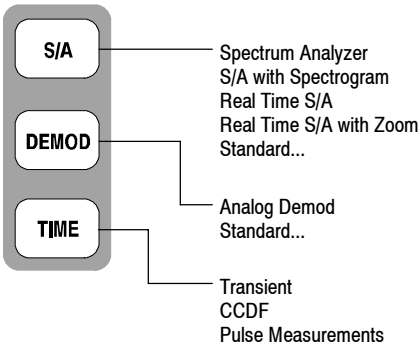 S/A
Spectrum Analyzer
S/A with Spectrogram
Real Time S/A
Real Time S/A with Zoom
Standard...
DEMOD
Analog Demod
Standard...
TIME
Transient
CCDF
Pulse Measurements